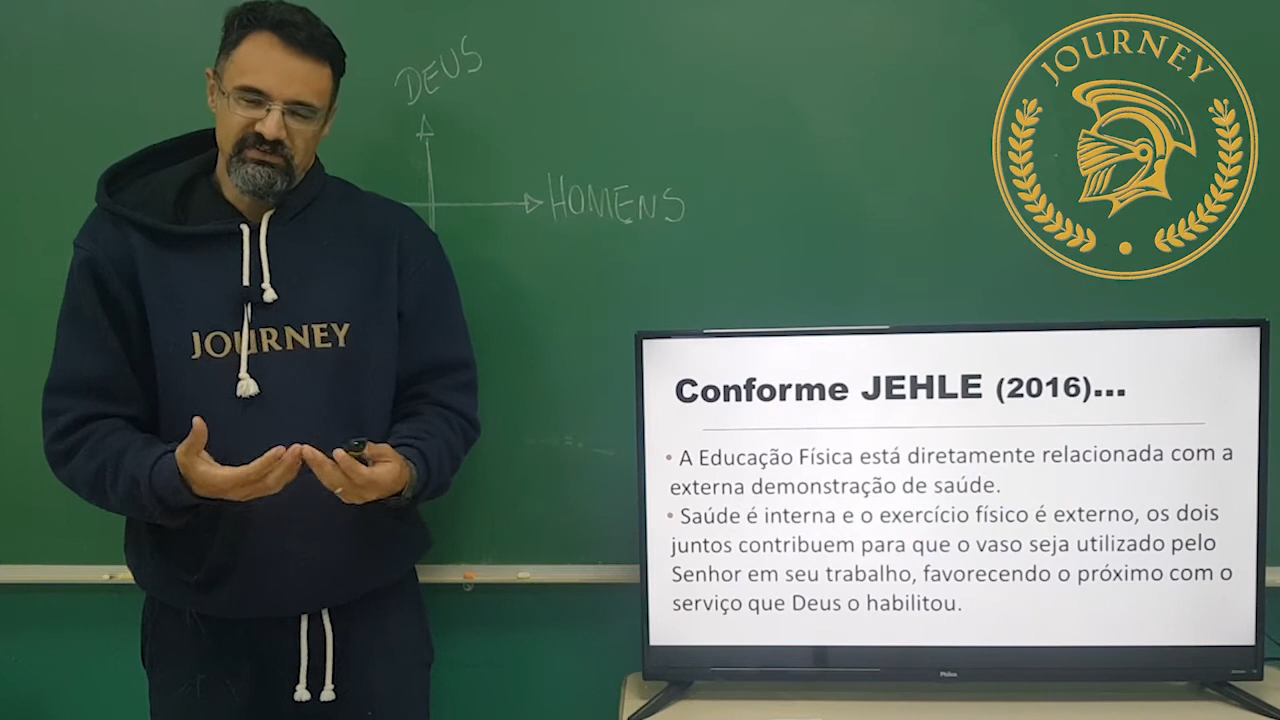 DEUS
HOMENS
JOURNEY
JOURNEY
Conforme JEHLE (2016)...
• A Educação Física está diretamente relacionada com a
externa demonstração de saúde.
• Saúde é interna e o exercício físico é externo, os dois
juntos contribuem para que o vaso seja utilizado pelo
Senhor em seu trabalho, favorecendo o próximo com o
serviço que Deus o habilitou.
Philco